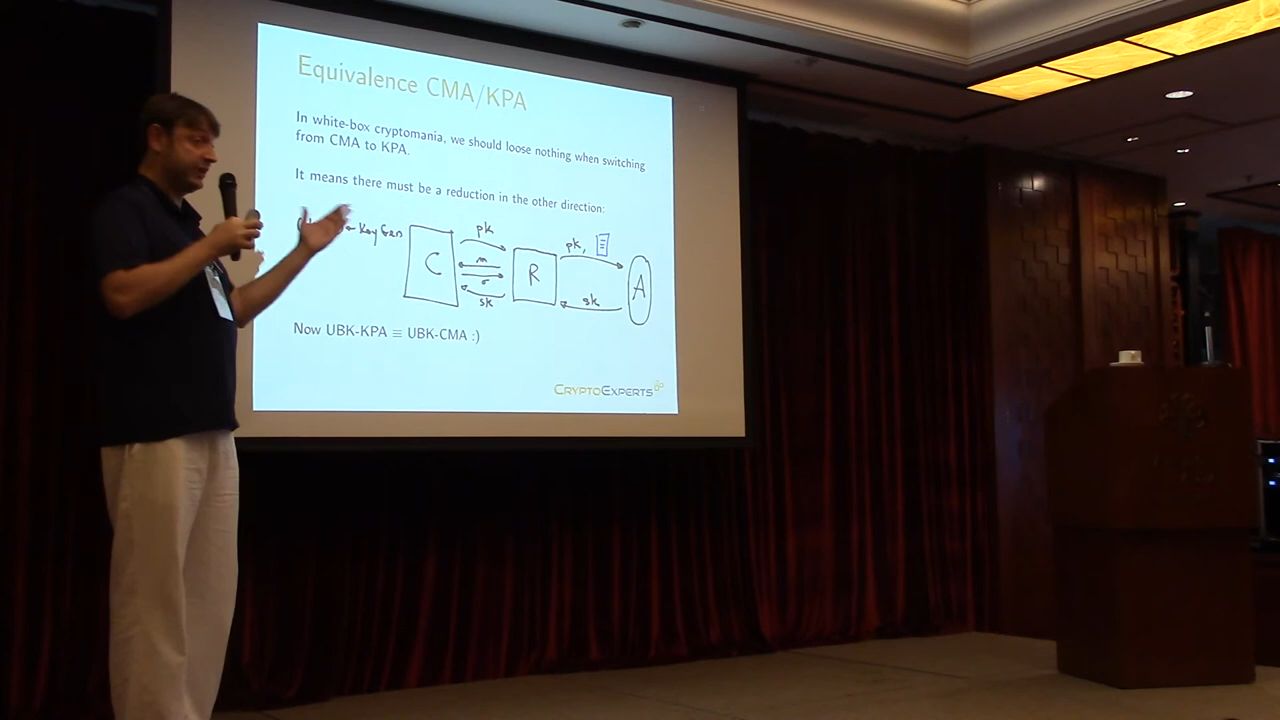 Equivalence CMA/KPA
In white-box cryptomania, we should loose nothing when switching
from CMA to KPA.
It means there must be a reduction in the other direction:
KeyGen
C
pk
m
σ
sk
R
pk,
sk
A
Now UBK-KPA ≡ UBK-CMA :)
CRYPTOEXPERTS